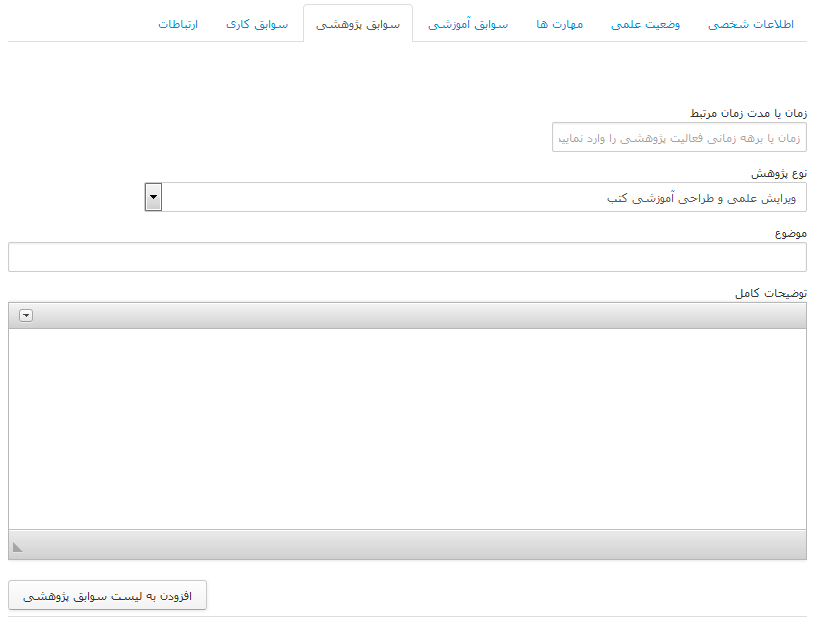 اطلاعات شخصی وضعیت علمی مهارت ها سوابق آموزشی سوابق پژوهشی سوابق کاری ارتباطات
زمان یا مدت زمان مرتبط
زمان یا برهه زمانی فعالیت پژوهشی را وارد نمایید
نوع پژوهش
ویرایش علمی و طراحی آموزشی کتب
موضوع
توضیحات کامل
افزودن به لیست سوابق پژوهشی